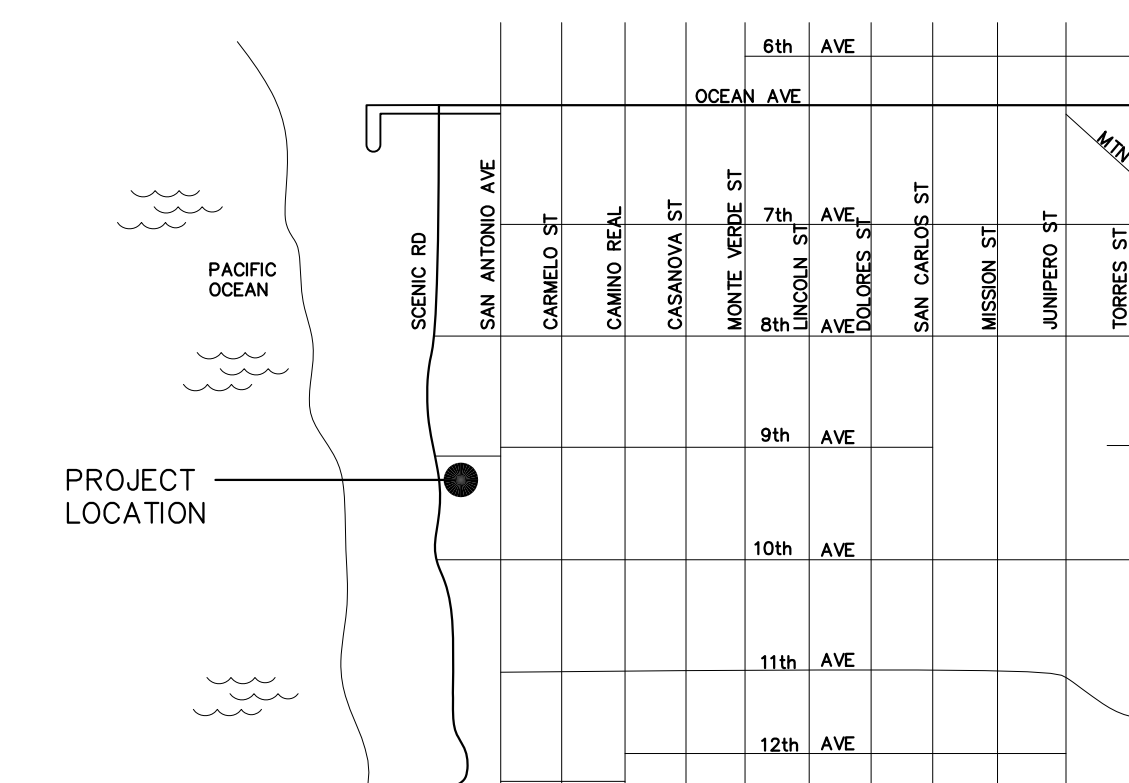 6th AVE
OCEAN AVE
MTN
7th AVE
SCENIC RD
SAN ANTONIO AVE
CARMELO ST
CAMINO REAL
CASANOVA ST
MONTE VERDE ST
LINCOLN ST
DOLORES ST
SAN CARLOS ST
MISSION ST
JUNIPERO ST
TORRES ST
PACIFIC
OCEAN
8th AVE
9th AVE
PROJECT
LOCATION
10th AVE
11th AVE
12th AVE